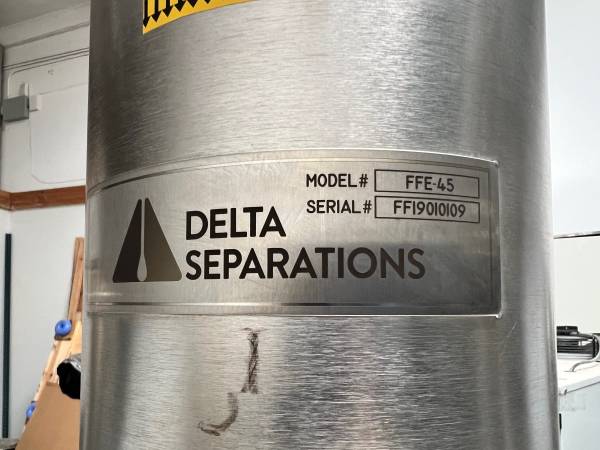 MODEL# FFE-45
SERIAL# FF19010109
DELTA
SEPARATIONS